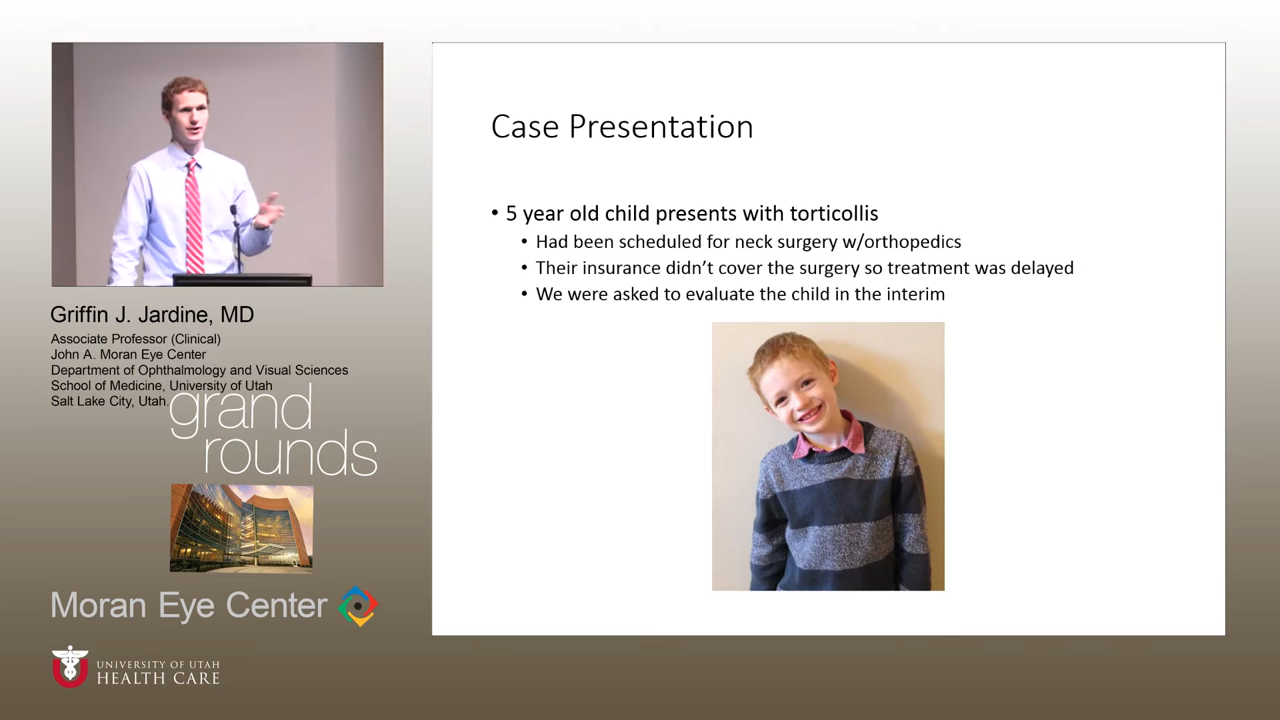 Griffin J. Jardine, MD
Associate Professor (Clinical)
John A. Moran Eye Center
Department of Ophthalmology and Visual Sciences
School of Medicine, University of Utah
Salt Lake City, Utah.
grand
rounds
Moran Eye Center
UNIVERSITY OF UTAH
HEALTH CARE
Case Presentation
• 5 year old child presents with torticollis
• Had been scheduled for neck surgery w/orthopedics
• Their insurance didn’t cover the surgery so treatment was delayed
• We were asked to evaluate the child in the interim